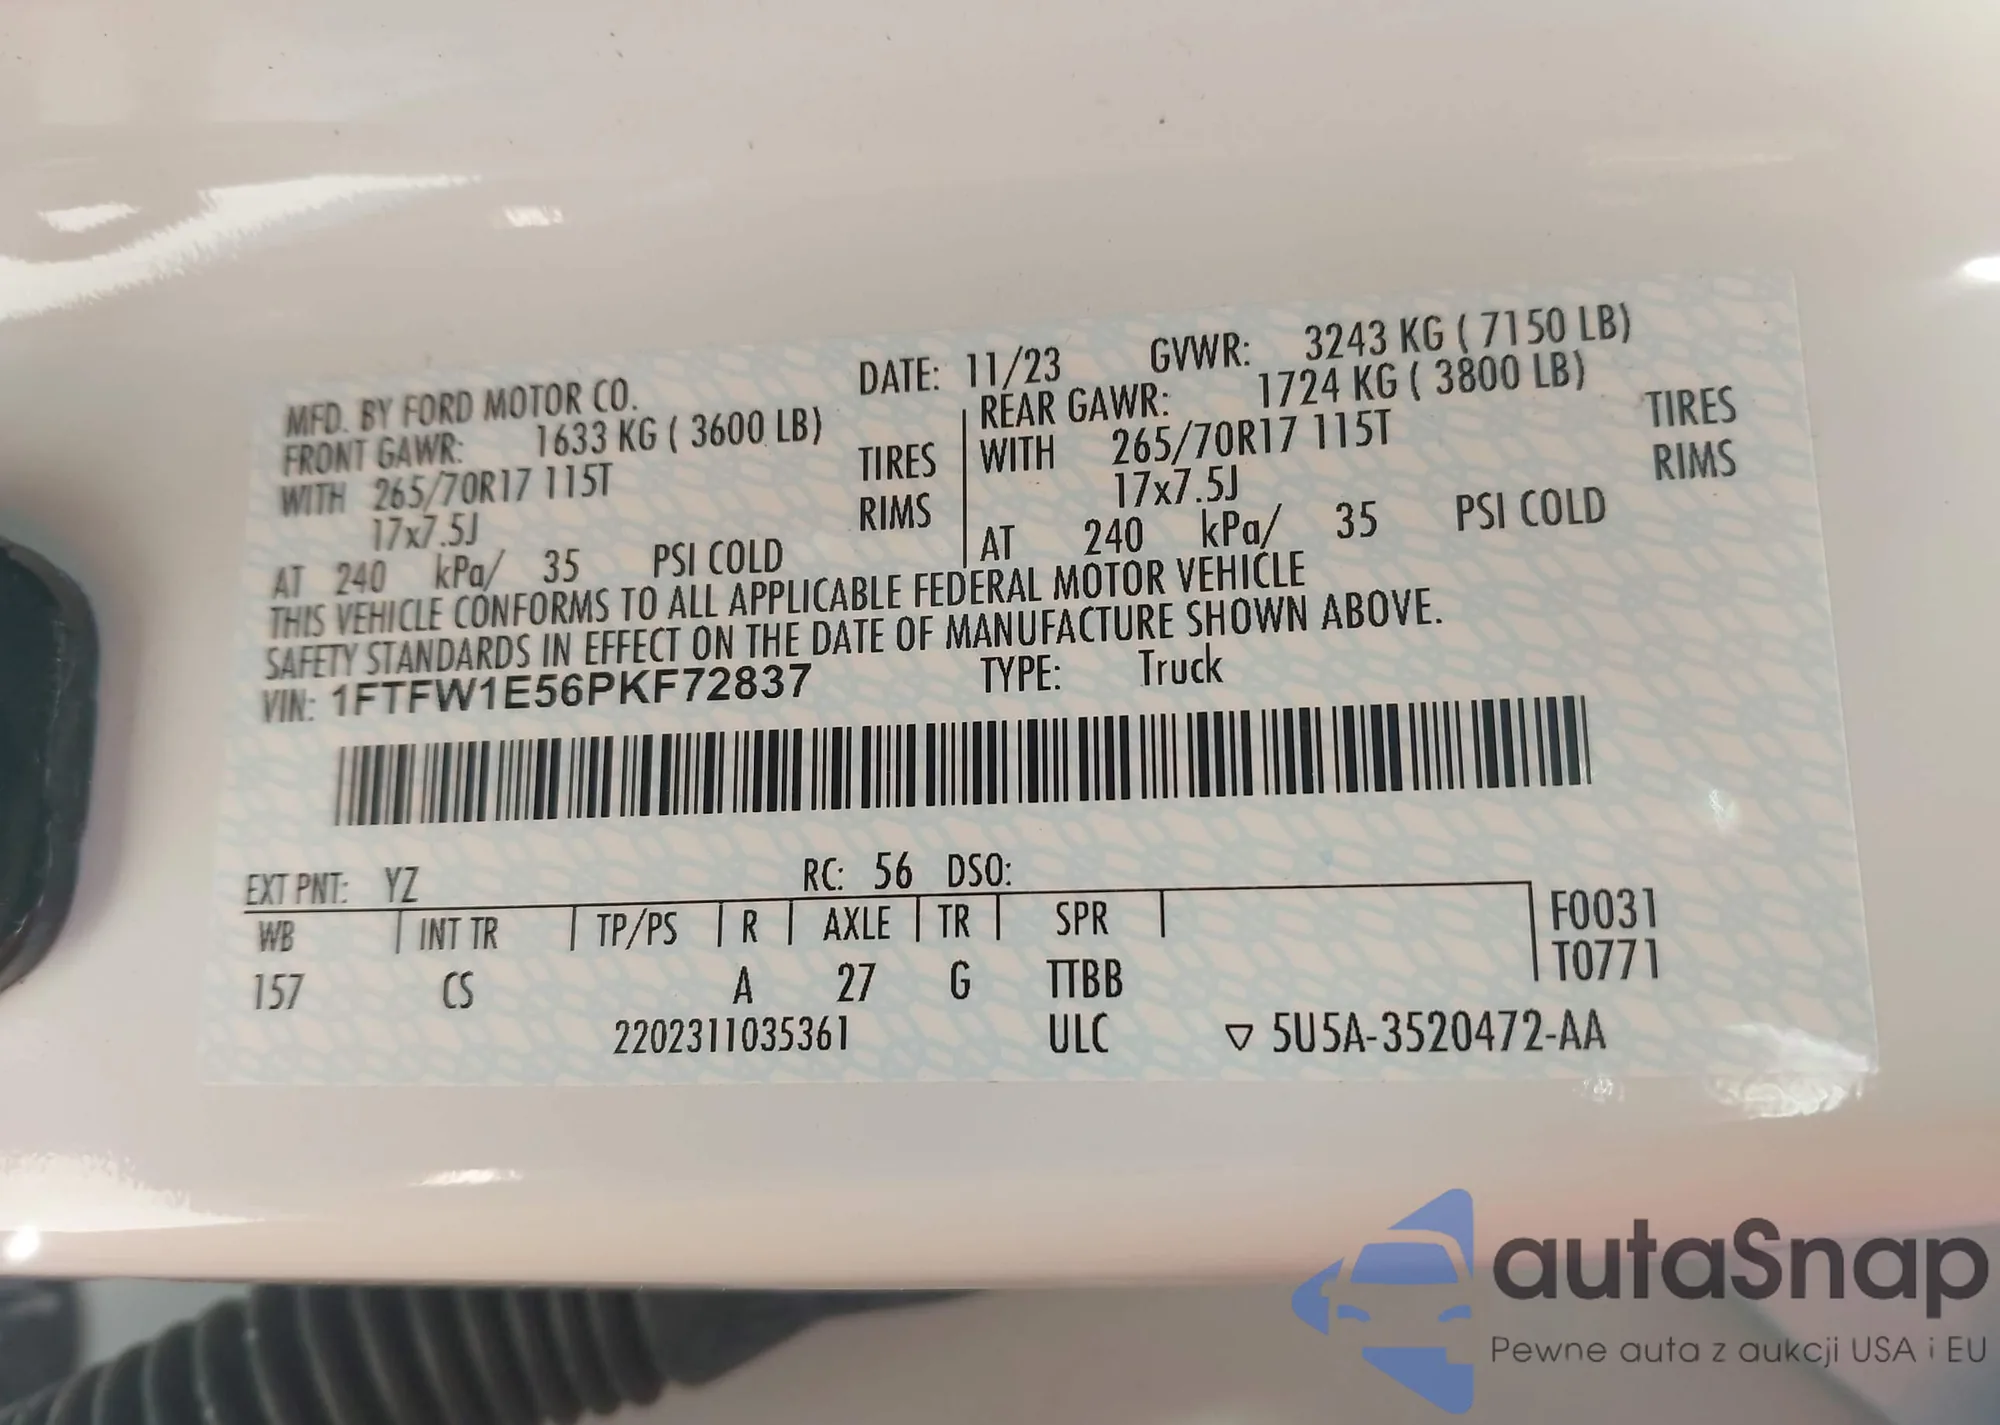 MFD. BY FORD MOTOR CO. DATE: 11/23 GVWR: 3243 KG ( 7150 LB)
FRONT GAWR: 1633 KG ( 3600 LB) REAR GAWR: 1724 KG ( 3800 LB)
WITH 265/70R17 115T TIRES WITH 265/70R17 115T TIRES
17x7.5J RIMS 17x7.5J RIMS
AT 240 kPa/ 35 PSI COLD AT 240 kPa/ 35 PSI COLD
THIS VEHICLE CONFORMS TO ALL APPLICABLE FEDERAL MOTOR VEHICLE
SAFETY STANDARDS IN EFFECT ON THE DATE OF MANUFACTURE SHOWN ABOVE.
VIN: 1FTFW1E56PKF72837 TYPE: Truck
EXT PNT: YZ RC: 56 DSO:
WB INT TR TP/PS R AXLE TR SPR F0031
T0771
157 CS A 27 G TTBB
2202311035361 ULC ▽ 5U5A-3520472-AA
autaSnap
Pewne auta z aukcji USA i EU